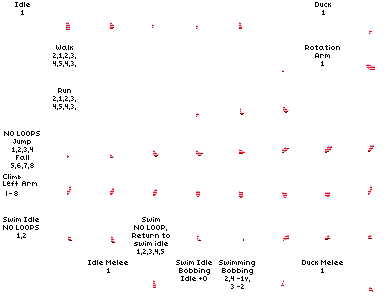 Idle
1
Duck
1
Walk
2,1,2,3,
4,5,4,3,
Rotation
Arm
1
Run
2,1,2,3,
4,5,4,3,
NO LOOPS
Jump
1,2,3,4
Fall
5,6,7,8
Climb
Left Arm
1-8
Swim Idle
NO LOOPS
1,2
Swim
NO LOOP,
Return to
swim idle
1,2,3,4,5
Swim Idle
Bobbing
Idle +0
Swimming
Bobbing
2,4 -1v,
3 -2
Idle Melee
1
Duck Melee
1